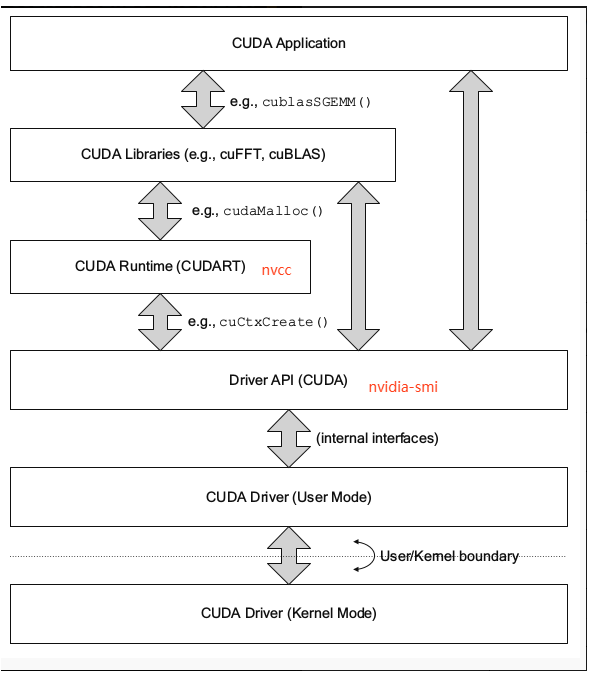 CUDA Application
e.g., cublasSGEMM()
CUDA Libraries (e.g., cuFFT, cuBLAS)
e.g., cudaMalloc()
CUDA Runtime (CUDART) nvcc
e.g., cuCtxCreate()
Driver API (CUDA) nvidia-smi
(internal interfaces)
CUDA Driver (User Mode)
User/Kernel boundary
CUDA Driver (Kernel Mode)